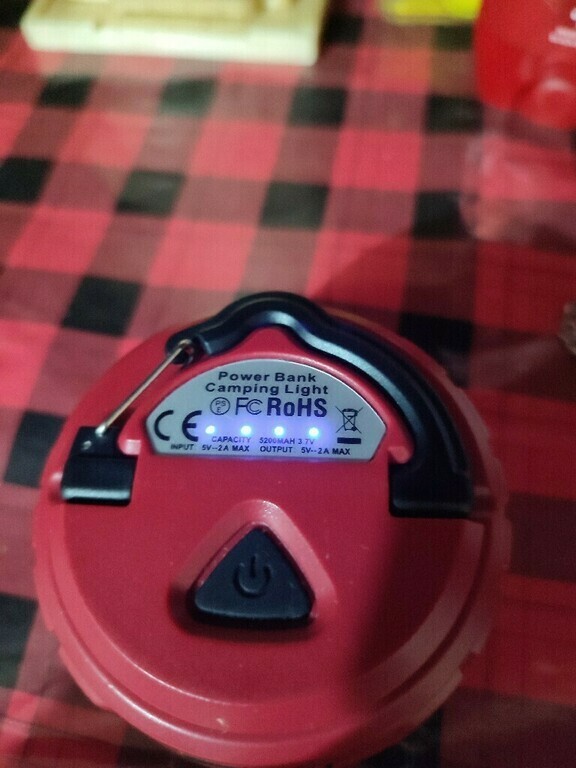 Power Bank
Camping Light
PS E FC RoHS
CE
CAPACITY 5200MAH 3.7V
INPUT 5V--2A MAX OUTPUT 5V--2A MAX